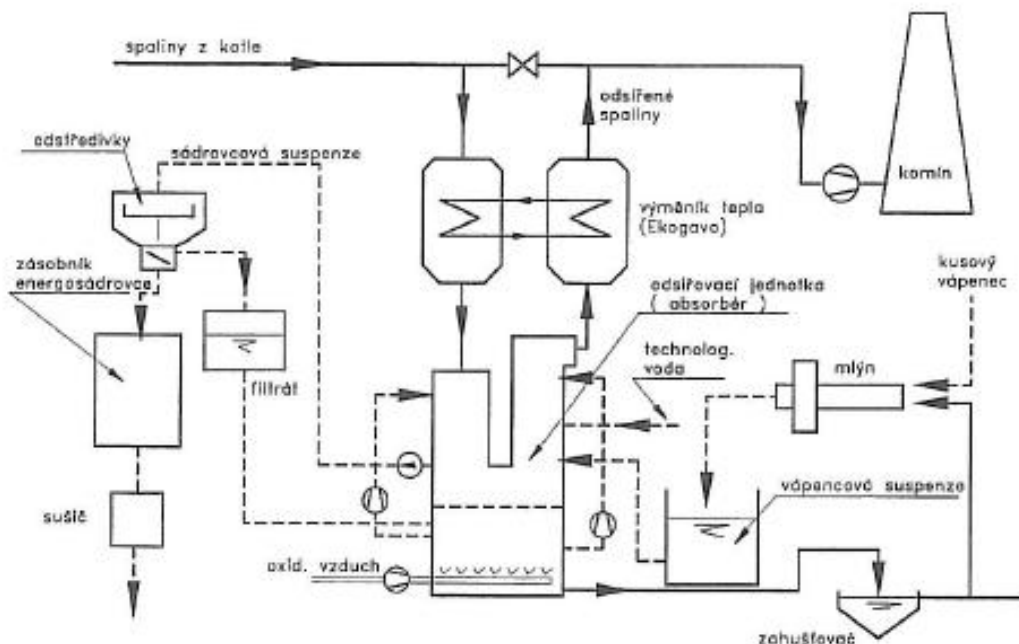 spaliny z kotle
odsířené
spaliny
odstředivky
sádrovcová suspenze
komín
výměník tepla
(Ekogavo)
zásobník
energosádrovce
kusový
vápenec
odsiřovací jednotka
( absorbér )
technolog.
voda
mlýn
filtrát
vápencová suspenze
sušič
oxid. vzduch
zahušťovač